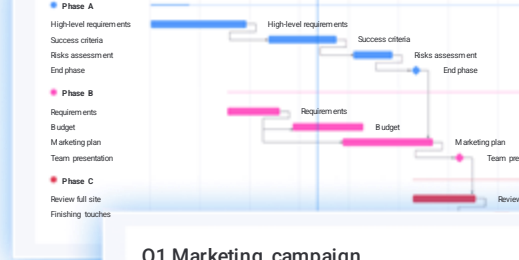 Phase A
High-level requirements High-level requirements
Success criteria Success criteria
Risks assessment Risks assessment
End phase End phase
Phase B
Requirements Requirements
Budget Budget
Marketing plan Marketing plan
Team presentation Team
Phase C
Review full site
Finishing touches
Q1 Marketing campaign